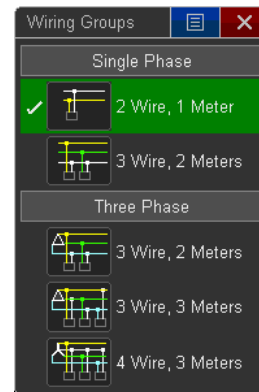 Wiring Groups
Single Phase
2 Wire, 1 Meter
3 Wire, 2 Meters
Three Phase
3 Wire, 2 Meters
3 Wire, 3 Meters
4 Wire, 3 Meters